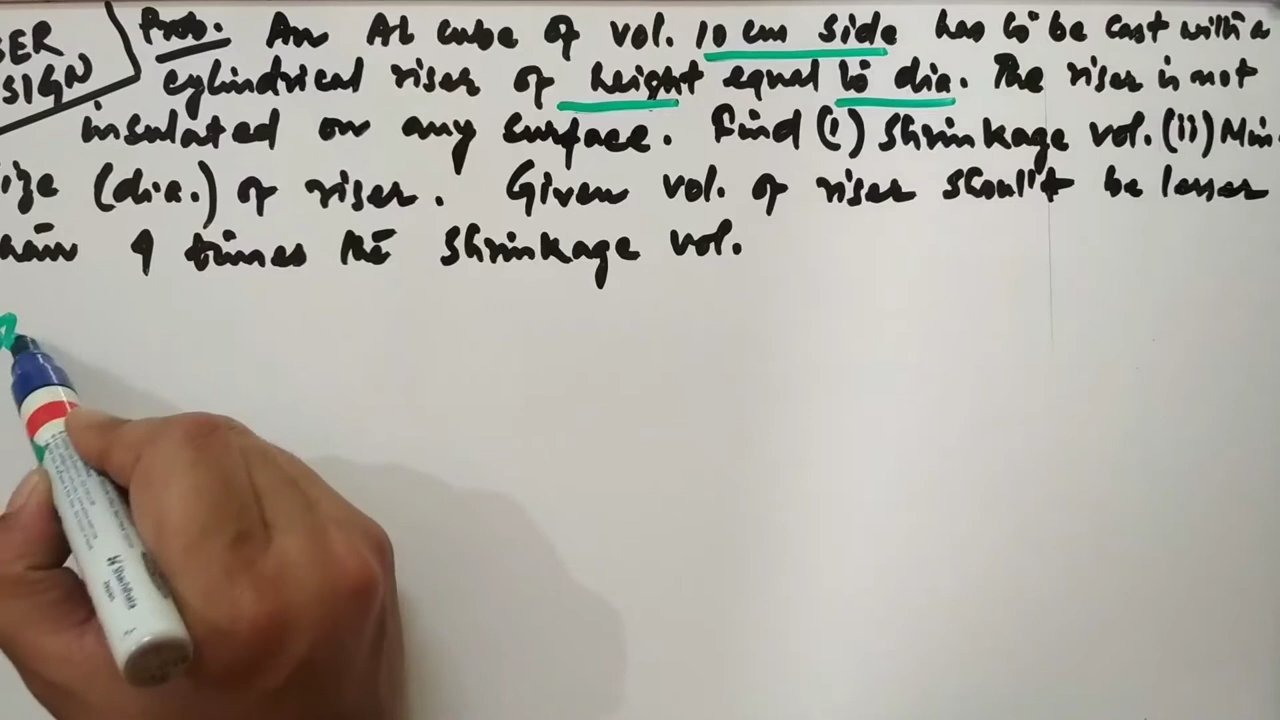 SER
SIGN
Prob. An Al cube of vol. 10 cm side has to be cast with a
cylindrical riser of height equal to dia. The riser is not
insulated on any surface. Find (i) shrinkage vol. (ii) Min.
ize (dia.) of riser. Given vol. of riser should't be lesser
han 4 times the shrinkage vol.